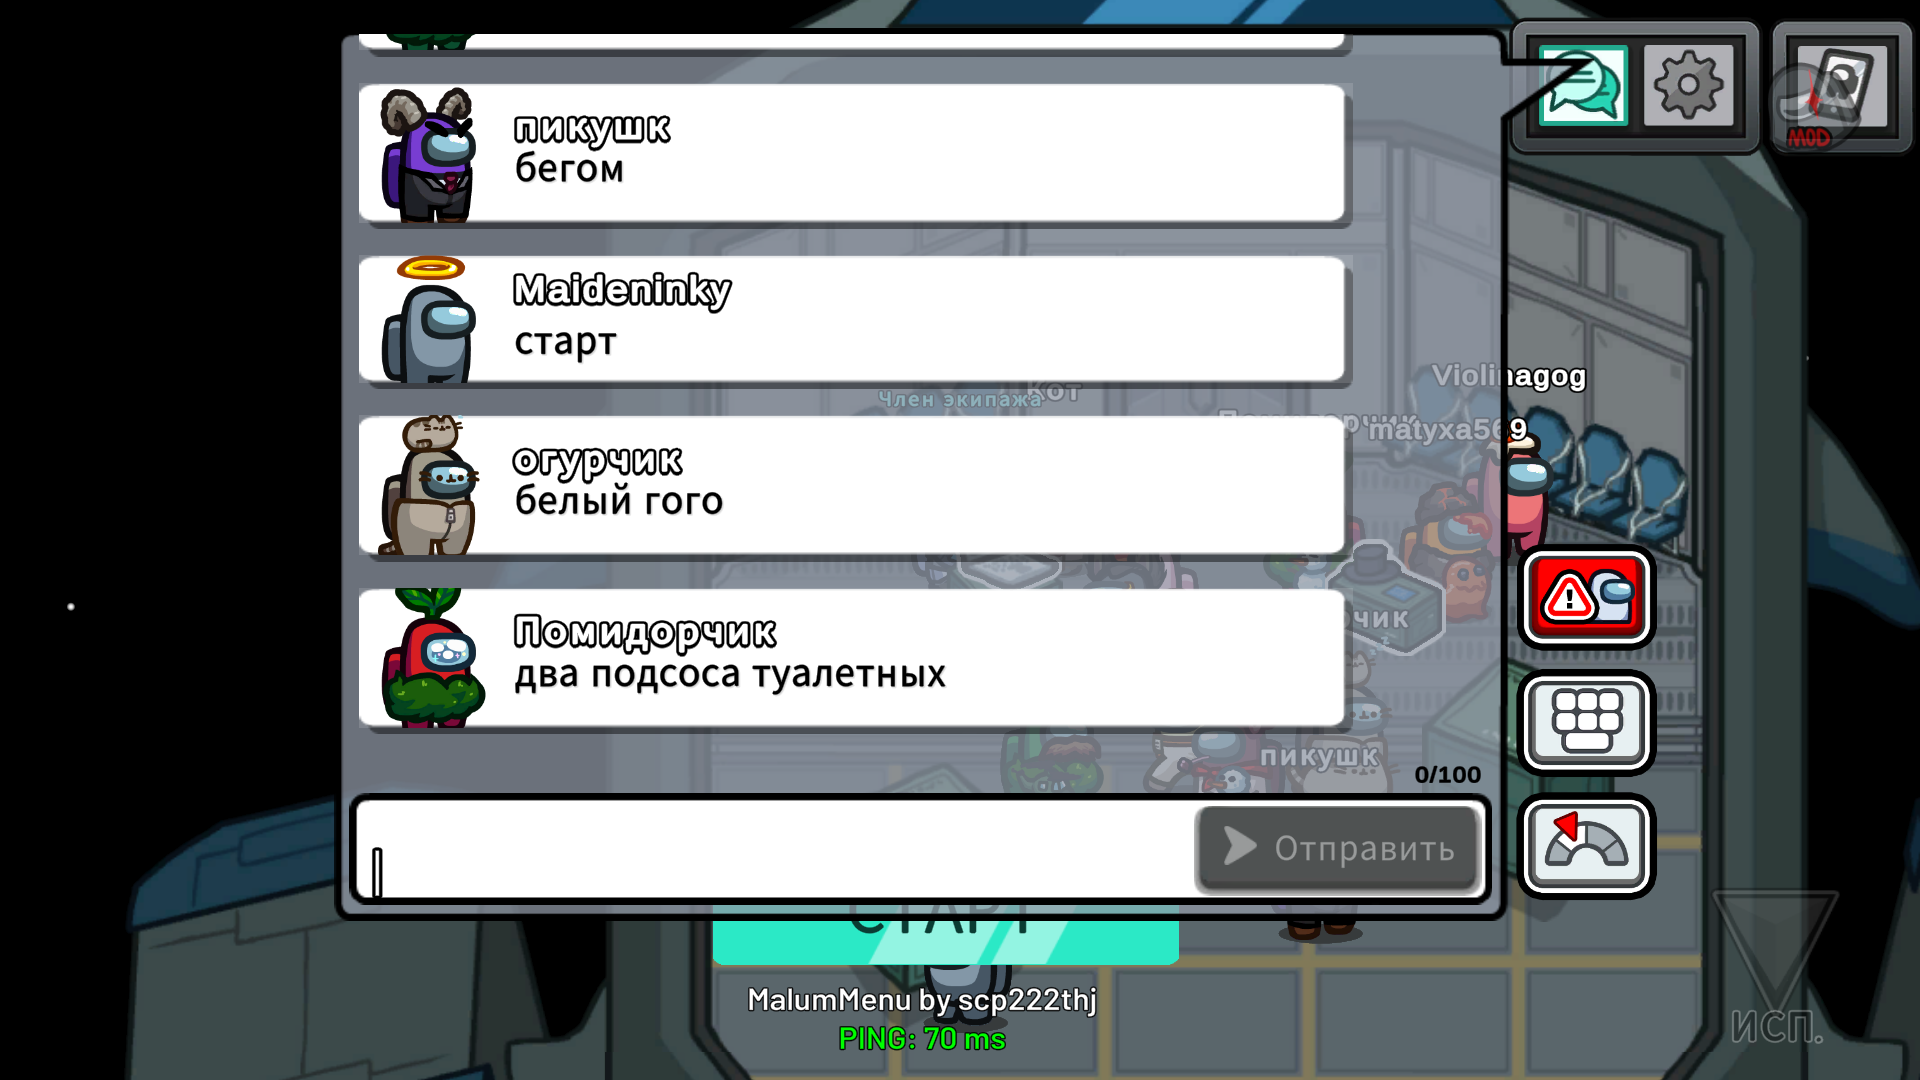 пикушк
бегом
Maideninky
старт
Член экипажа
Кот
Violinagog
matyxa569
огурчик
белый гого
Помидорчик
два подсоса туалетных
пикушк
0/100
Отправить
СТАРТ
MalumMenu by scp222thj
PING: 70 ms
MOD
ИСП.